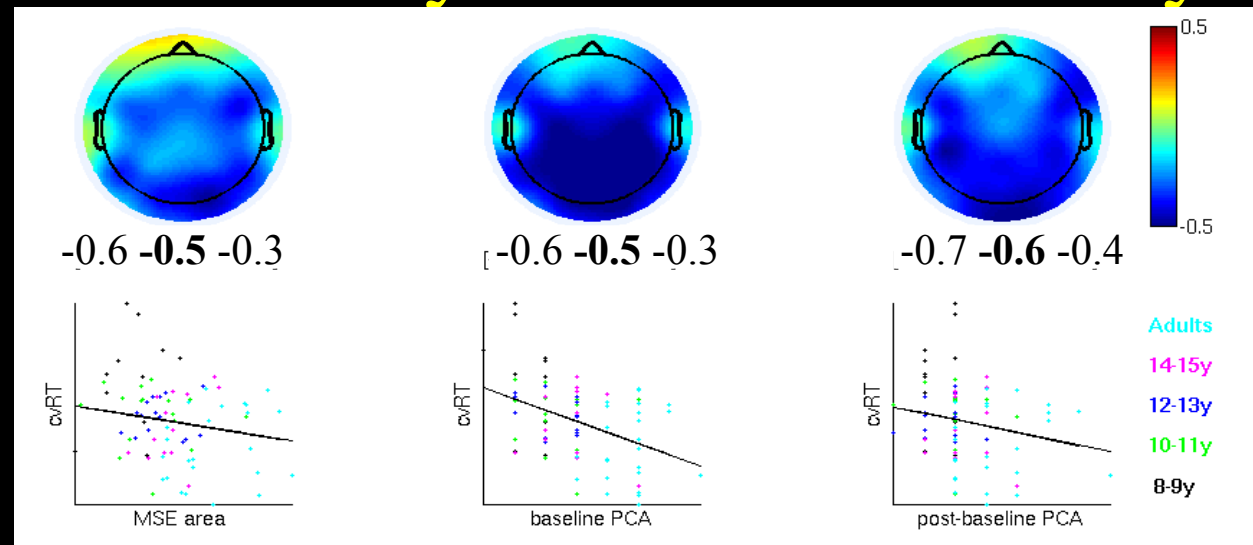 0.5
-0.5
-0.6 -0.5 -0.3
-0.6 -0.5 -0.3
-0.7 -0.6 -0.4
cvRT
MSE area
cvRT
baseline PCA
cvRT
post-baseline PCA
Adults
14-15y
12-13y
10-11y
8-9y